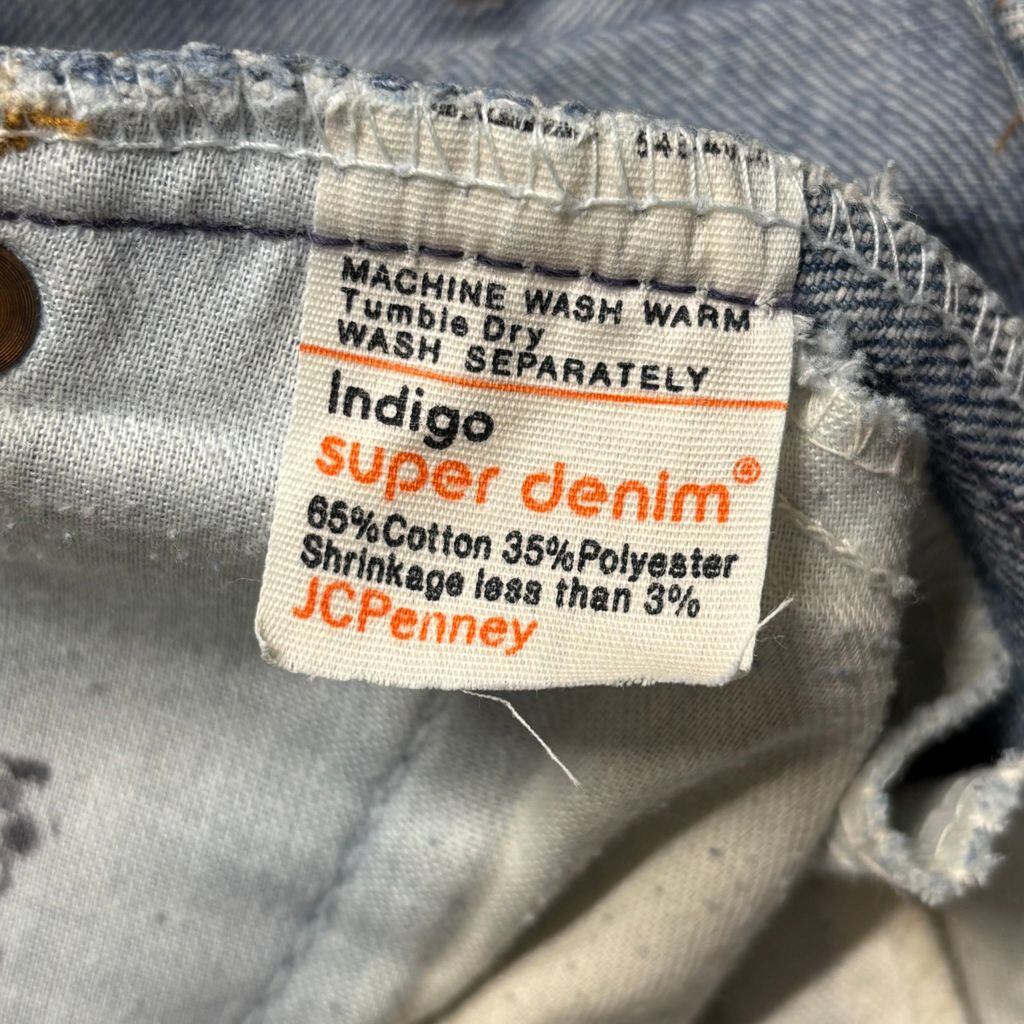 MACHINE WASH WARM
Tumble Dry
WASH SEPARATELY
Indigo
super denim®
65%Cotton 35%Polyester
Shrinkage less than 3%
JCPenney